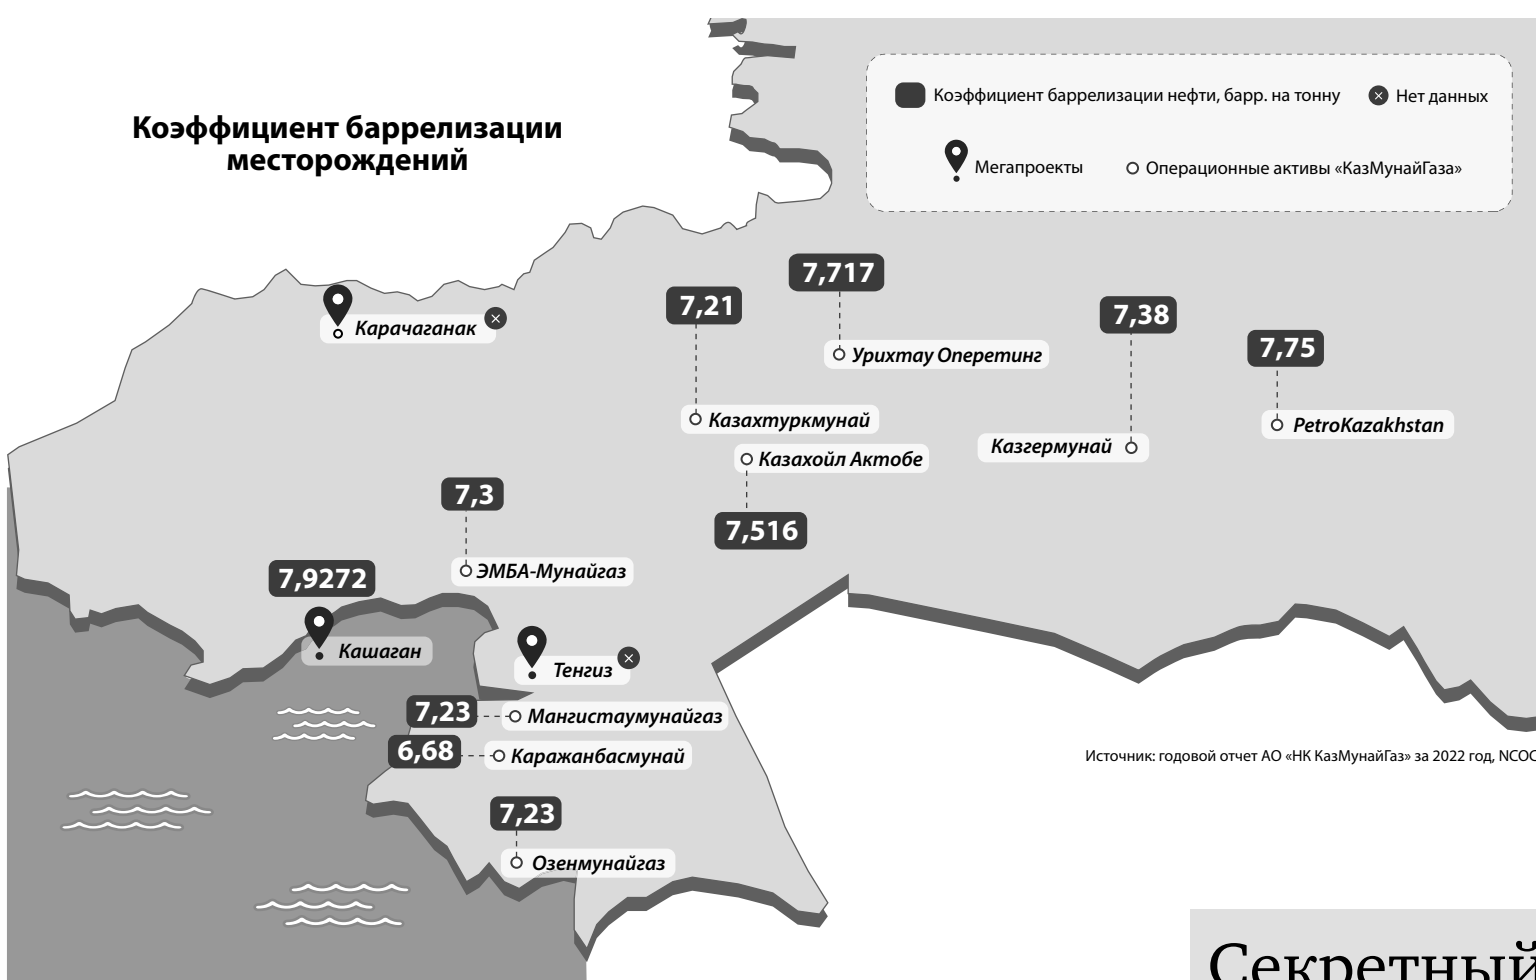 Коэффициент баррелизации
месторождений
Коэффициент баррелизации нефти, барр. на тонну
Нет данных
Мегапроекты
Операционные активы «КазМунайГаза»
Карачаганак
7,21
Казахтуркмунай
7,717
Урихтау Оперетинг
7,38
Казгермунай
7,75
PetroKazakhstan
Казахойл Актобе
7,516
7,3
ЭМБА-Мунайгаз
7,9272
Кашаган
Тенгиз
7,23
Мангистаумунайгаз
6,68
Каражанбасмунай
7,23
Озенмунайгаз
Источник: годовой отчет АО «НК КазМунайГаз» за 2022 год, NCOC
Секретный